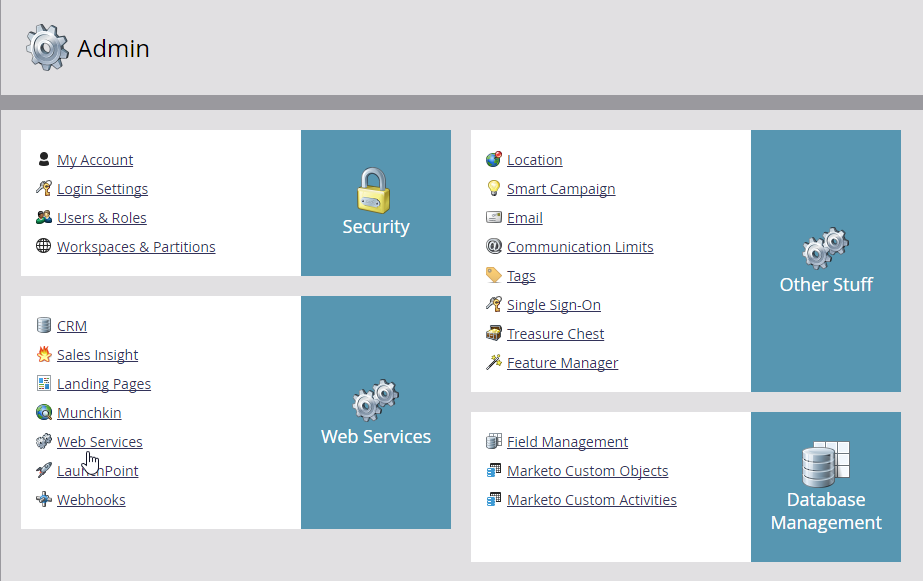 Admin
My Account
Login Settings
Users & Roles
Workspaces & Partitions
Security
CRM
Sales Insight
Landing Pages
Munchkin
Web Services
LaunchPoint
Webhooks
Web Services
Location
Smart Campaign
Email
Communication Limits
Tags
Single Sign-On
Treasure Chest
Feature Manager
Other Stuff
Field Management
Marketo Custom Objects
Marketo Custom Activities
Database
Management